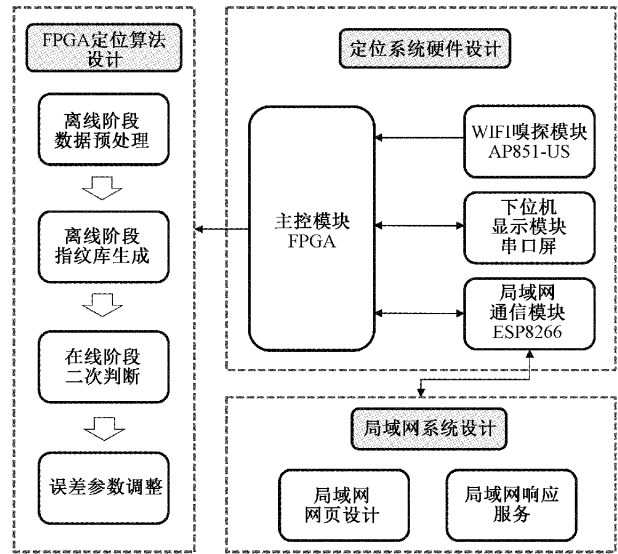 FPGA定位算法
设计
离线阶段
数据预处理
离线阶段
指纹库生成
在线阶段
二次判断
误差参数调整
定位系统硬件设计
主控模块
FPGA
WIFI嗅探模块
AP851-US
下位机
显示模块
串口屏
局域网
通信模块
ESP8266
局域网系统设计
局域网
网页设计
局域网响应
服务